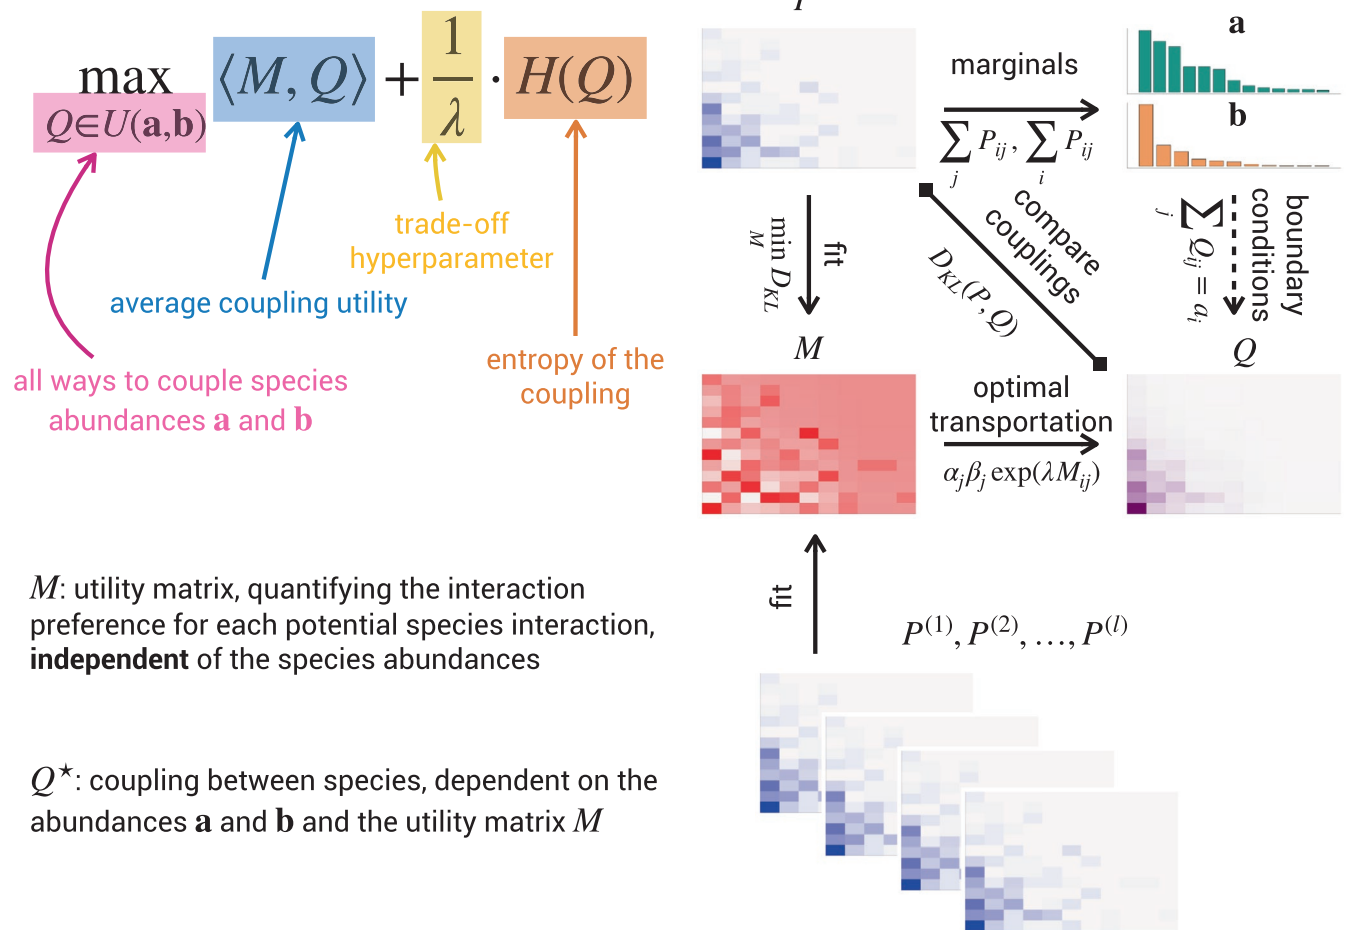 max ⟨M, Q⟩ + 1/λ · H(Q)
Q∈U(a,b)
trade-off
hyperparameter
average coupling utility
entropy of the
coupling
all ways to couple species
abundances a and b
M: utility matrix, quantifying the interaction
preference for each potential species interaction,
independent of the species abundances
Q★: coupling between species, dependent on the
abundances a and b and the utility matrix M
marginals
∑_j P_ij, ∑_i P_ij
a
b
fit
min_M D_KL
compare
couplings
D_KL(P, Q)
boundary
conditions
∑_j Q_ij = a_i
M
Q
optimal
transportation
α_j β_j exp(λM_ij)
fit
P^(1), P^(2), …, P^(l)